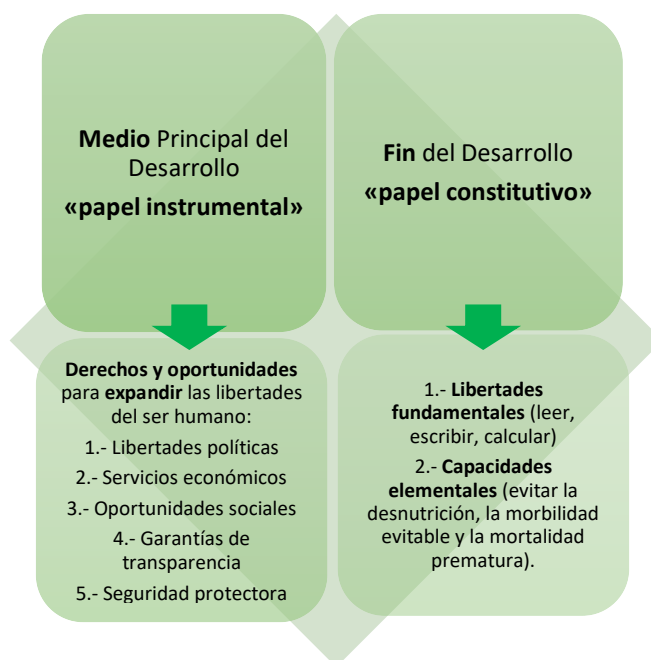 Medio Principal del
Desarrollo
«papel instrumental»
Fin del Desarrollo
«papel constitutivo»
Derechos y oportunidades
para expandir las libertades
del ser humano:
1.- Libertades políticas
2.- Servicios económicos
3.- Oportunidades sociales
4.- Garantías de
transparencia
5.- Seguridad protectora
1.- Libertades
fundamentales (leer,
escribir, calcular)
2.- Capacidades
elementales (evitar la
desnutrición, la morbilidad
evitable y la mortalidad
prematura).